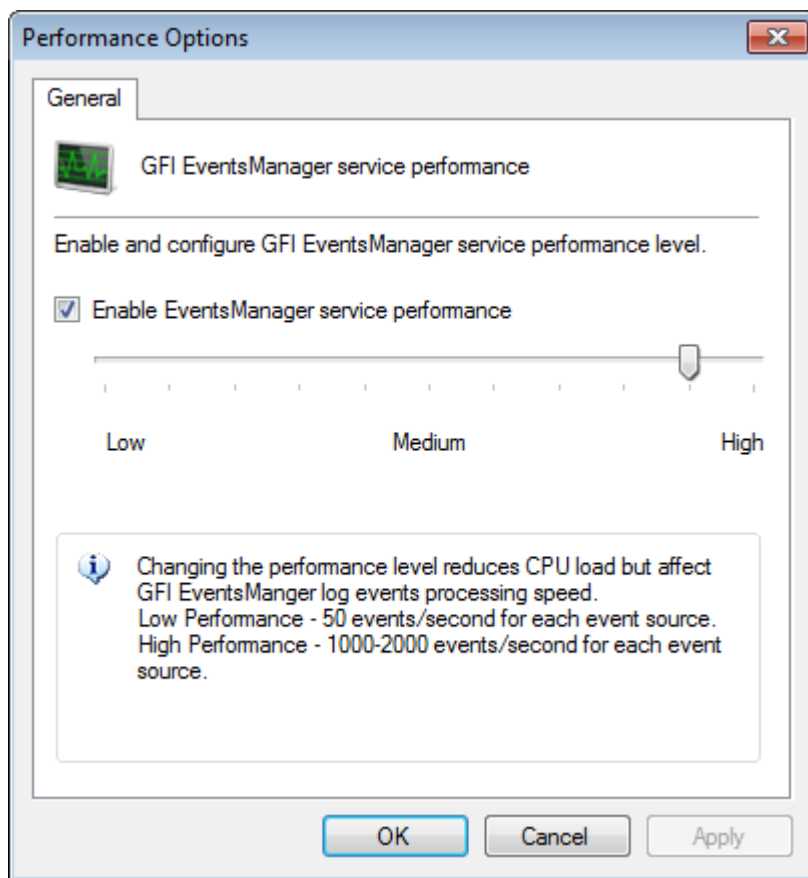 Performance Options
General
GFI EventsManager service performance
Enable and configure GFI EventsManager service performance level.
Enable EventsManager service performance
Low Medium High
Changing the performance level reduces CPU load but affect
GFI EventsManger log events processing speed.
Low Performance - 50 events/second for each event source.
High Performance - 1000-2000 events/second for each event
source.
OK Cancel Apply